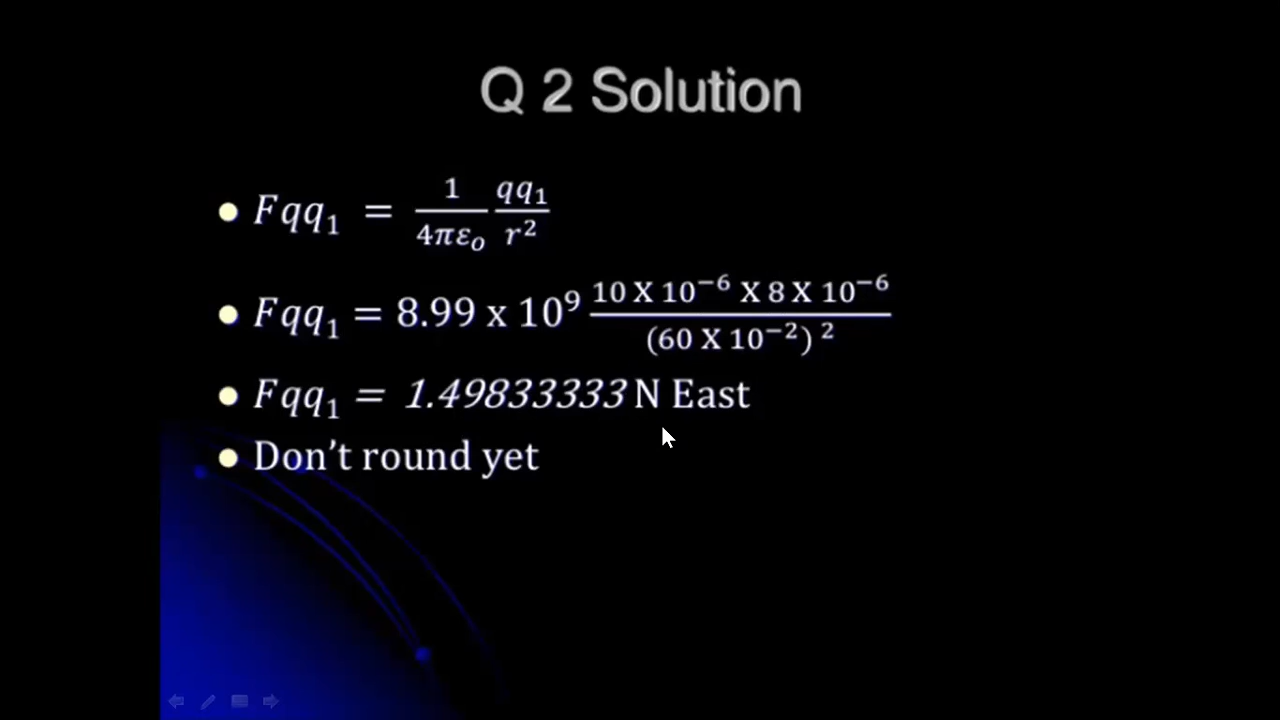 Q 2 Solution
• Fqq₁ = 1/(4πε₀) qq₁/r²
• Fqq₁ = 8.99 x 10⁹ (10 X 10⁻⁶ X 8 X 10⁻⁶)/((60 X 10⁻²) ²)
• Fqq₁ = 1.49833333 N East
• Don’t round yet